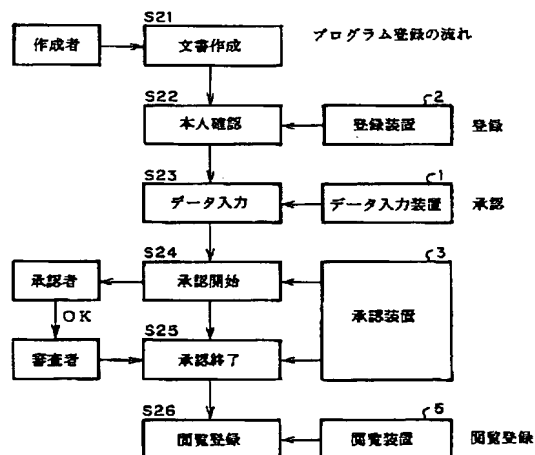 S21
作成者
文書作成
プログラム登録の流れ
S22
2
本人確認
登録装置
登録
S23
1
データ入力
データ入力装置
承認
S24
3
承認者
承認開始
承認装置
OK
S25
審査者
承認終了
S26
5
閲覧登録
閲覧装置
閲覧登録